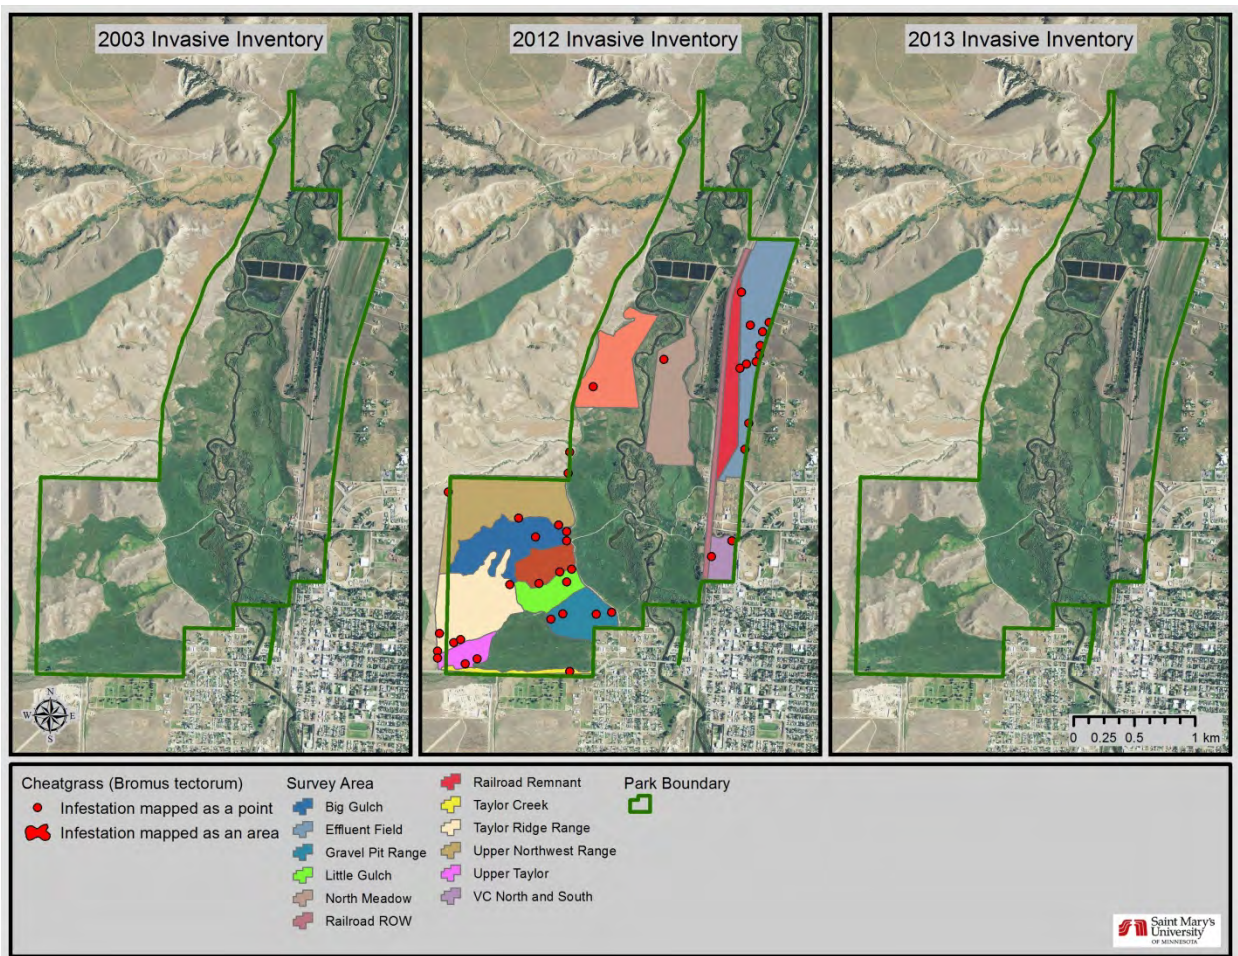 2003 Invasive Inventory
2012 Invasive Inventory
2013 Invasive Inventory
N
W
E
S
0 0.25 0.5 1 km
Cheatgrass (Bromus tectorum)
Infestation mapped as a point
Infestation mapped as an area
Survey Area
Big Gulch
Effluent Field
Gravel Pit Range
Little Gulch
North Meadow
Railroad ROW
Railroad Remnant
Taylor Creek
Taylor Ridge Range
Upper Northwest Range
Upper Taylor
VC North and South
Park Boundary
Saint Mary's
University
OF MINNESOTA